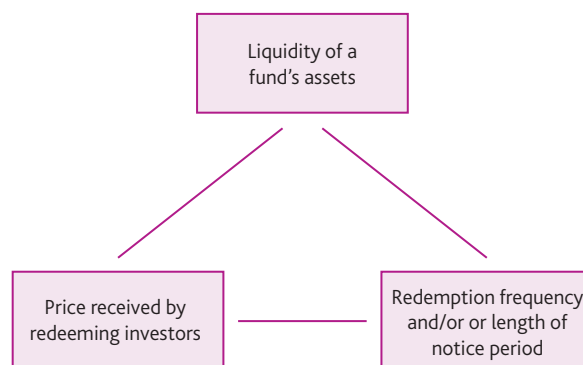 Liquidity of a
fund’s assets
Price received by
redeeming investors
Redemption frequency
and/or or length of
notice period